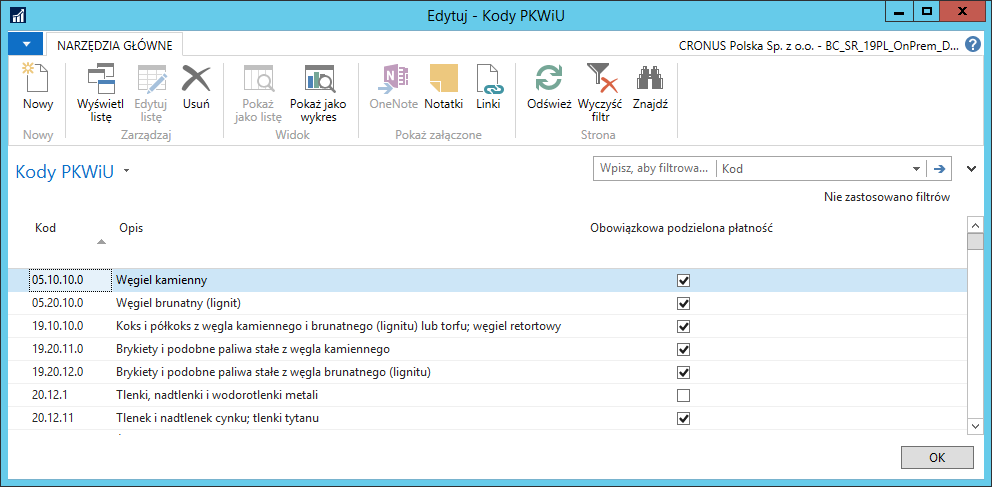 Edytuj - Kody PKWiU
NARZĘDZIA GŁÓWNE
CRONUS Polska Sp. z o.o. - BC_SR_19PL_OnPrem_D...
Nowy
Wyświetl listę
Edytuj listę
Usuń
Pokaż jako listę
Pokaż jako wykres
OneNote
Notatki
Linki
Odśwież
Wyczyść filtr
Znajdź
Nowy
Zarządzaj
Widok
Pokaż załączone
Strona
Kody PKWiU
Wpisz, aby filtrowa...
Kod
Nie zastosowano filtrów
Kod Opis Obowiązkowa podzielona płatność
05.10.10.0 Węgiel kamienny
05.20.10.0 Węgiel brunatny (lignit)
19.10.10.0 Koks i półkoks z węgla kamiennego i brunatnego (lignitu) lub torfu; węgiel retortowy
19.20.11.0 Brykiety i podobne paliwa stałe z węgla kamiennego
19.20.12.0 Brykiety i podobne paliwa stałe z węgla brunatnego (lignitu)
20.12.1 Tlenki, nadtlenki i wodorotlenki metali
20.12.11 Tlenek i nadtlenek cynku; tlenki tytanu
OK